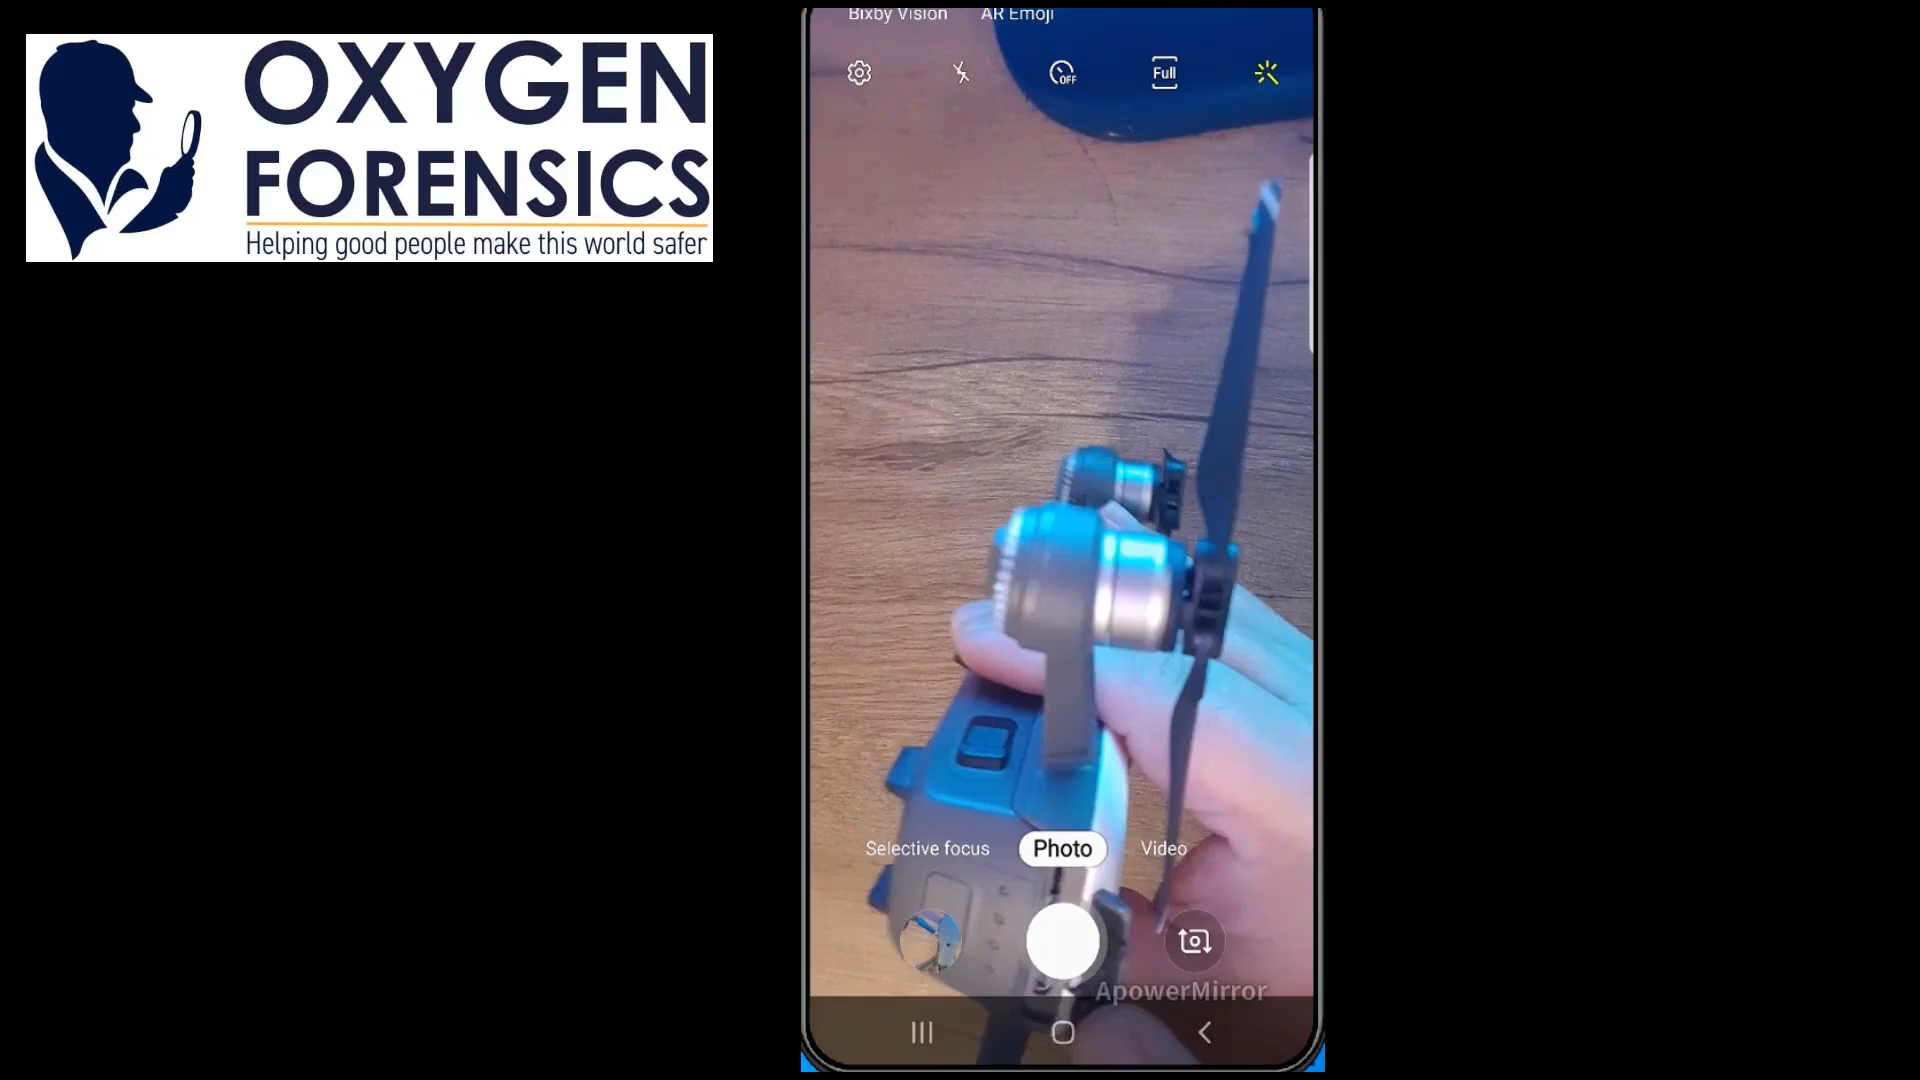 OXYGEN
FORENSICS
Helping good people make this world safer
Bixby Vision AR Emoji
OFF
Full
Selective focus Photo Video
ApowerMirror